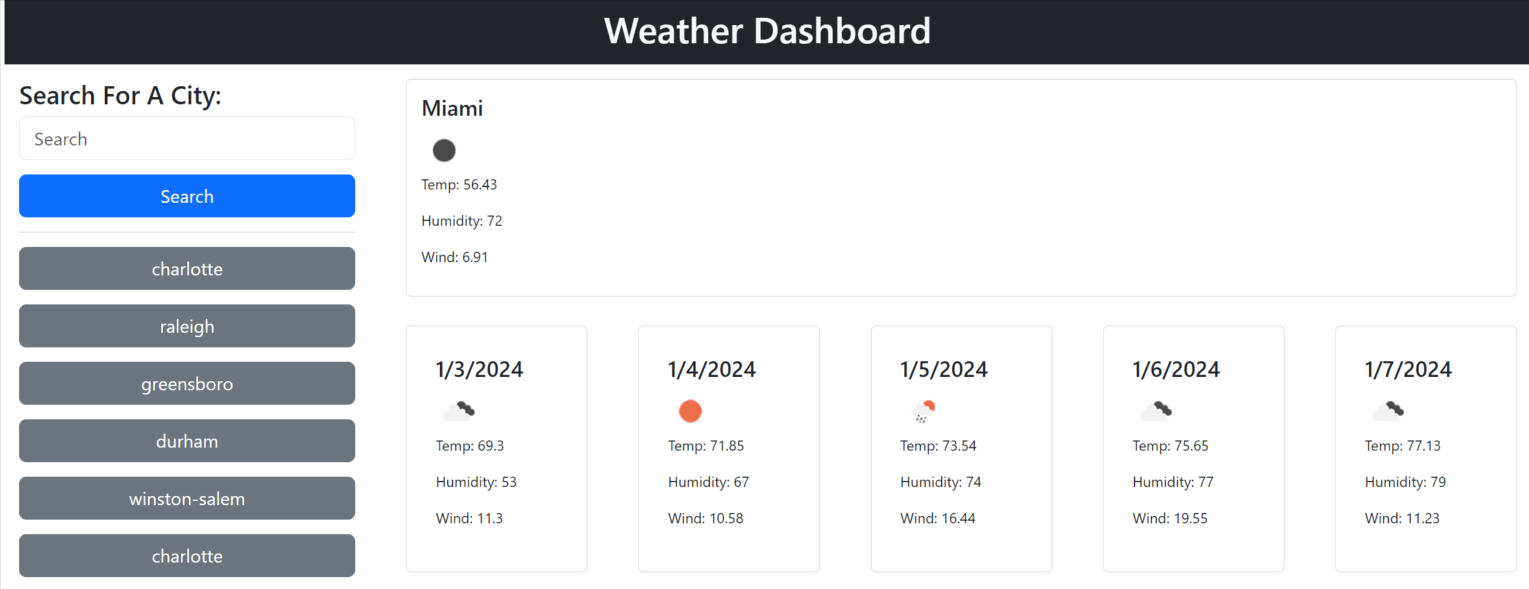 Weather Dashboard
Search For A City:
Search
Search
charlotte
raleigh
greensboro
durham
winston-salem
charlotte
Miami
Temp: 56.43
Humidity: 72
Wind: 6.91
1/3/2024
Temp: 69.3
Humidity: 53
Wind: 11.3
1/4/2024
Temp: 71.85
Humidity: 67
Wind: 10.58
1/5/2024
Temp: 73.54
Humidity: 74
Wind: 16.44
1/6/2024
Temp: 75.65
Humidity: 77
Wind: 19.55
1/7/2024
Temp: 77.13
Humidity: 79
Wind: 11.23